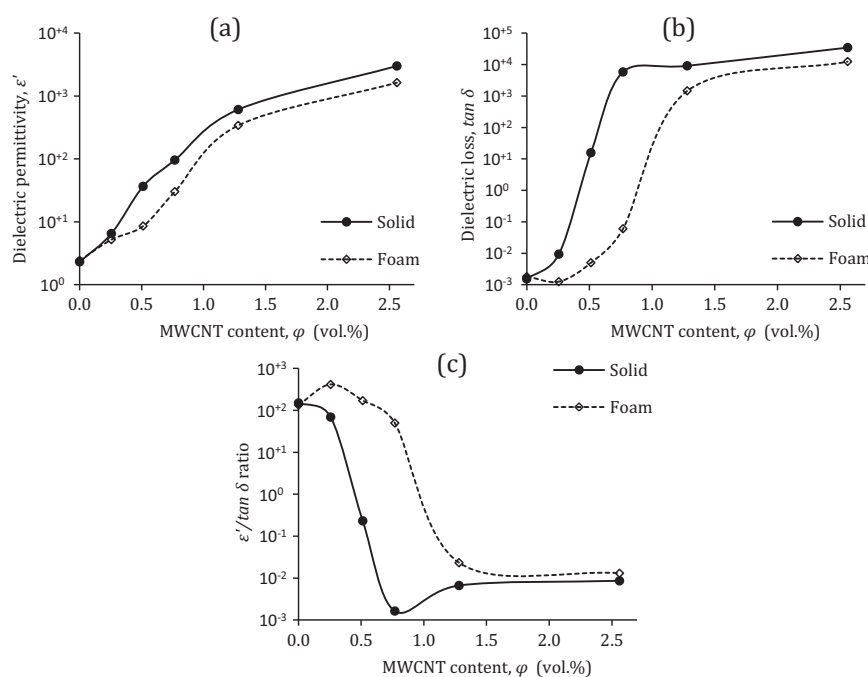 (a)
Dielectric permittivity, ε′
10⁺⁴
10⁺³
10⁺²
10⁺¹
10⁰
Solid
Foam
0.0 0.5 1.0 1.5 2.0 2.5
MWCNT content, φ (vol.%)
(b)
Dielectric loss, tan δ
10⁺⁵
10⁺⁴
10⁺³
10⁺²
10⁺¹
10⁰
10⁻¹
10⁻²
10⁻³
Solid
Foam
0.0 0.5 1.0 1.5 2.0 2.5
MWCNT content, φ (vol.%)
(c)
ε′/tan δ ratio
10⁺³
10⁺²
10⁺¹
10⁰
10⁻¹
10⁻²
10⁻³
Solid
Foam
0.0 0.5 1.0 1.5 2.0 2.5
MWCNT content, φ (vol.%)